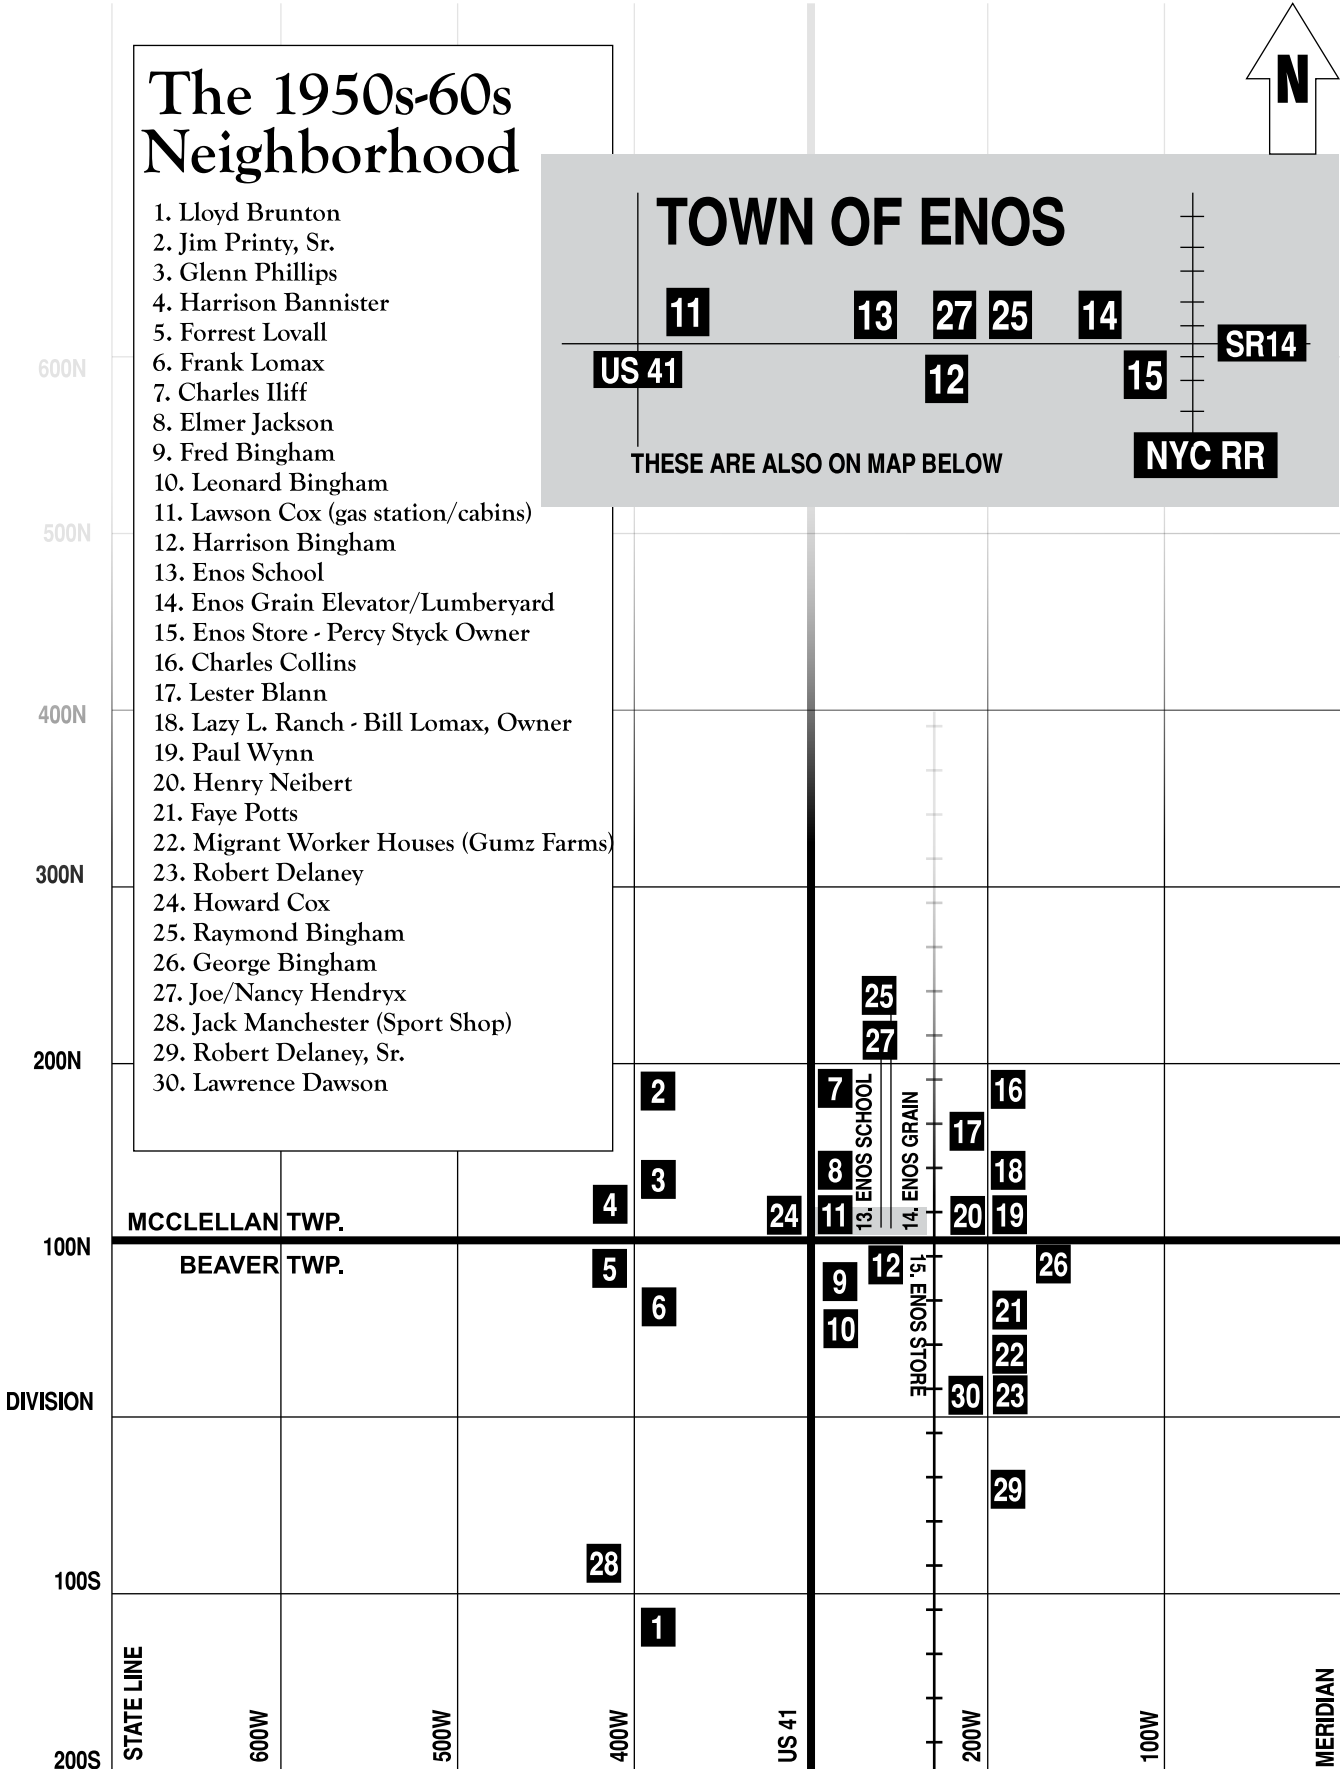 N
The 1950s-60s
Neighborhood
1. Lloyd Brunton
2. Jim Printy, Sr.
3. Glenn Phillips
4. Harrison Bannister
5. Forrest Lovall
6. Frank Lomax
7. Charles Iliff
8. Elmer Jackson
9. Fred Bingham
10. Leonard Bingham
11. Lawson Cox (gas station/cabins)
12. Harrison Bingham
13. Enos School
14. Enos Grain Elevator/Lumberyard
15. Enos Store - Percy Styck Owner
16. Charles Collins
17. Lester Blann
18. Lazy L. Ranch - Bill Lomax, Owner
19. Paul Wynn
20. Henry Neibert
21. Faye Potts
22. Migrant Worker Houses (Gumz Farms)
23. Robert Delaney
24. Howard Cox
25. Raymond Bingham
26. George Bingham
27. Joe/Nancy Hendryx
28. Jack Manchester (Sport Shop)
29. Robert Delaney, Sr.
30. Lawrence Dawson
TOWN OF ENOS
11
13
27
25
14
SR14
US 41
12
15
NYC RR
THESE ARE ALSO ON MAP BELOW
600N
500N
400N
300N
200N
100N
DIVISION
100S
200S
25
27
2
7
13. ENOS SCHOOL
14. ENOS GRAIN
16
17
3
8
18
4
24
11
20
19
MCCLELLAN TWP.
BEAVER TWP.
5
6
9
12
15. ENOS STORE
26
10
21
22
30
23
29
28
1
STATE LINE
600W
500W
400W
US 41
200W
100W
MERIDIAN